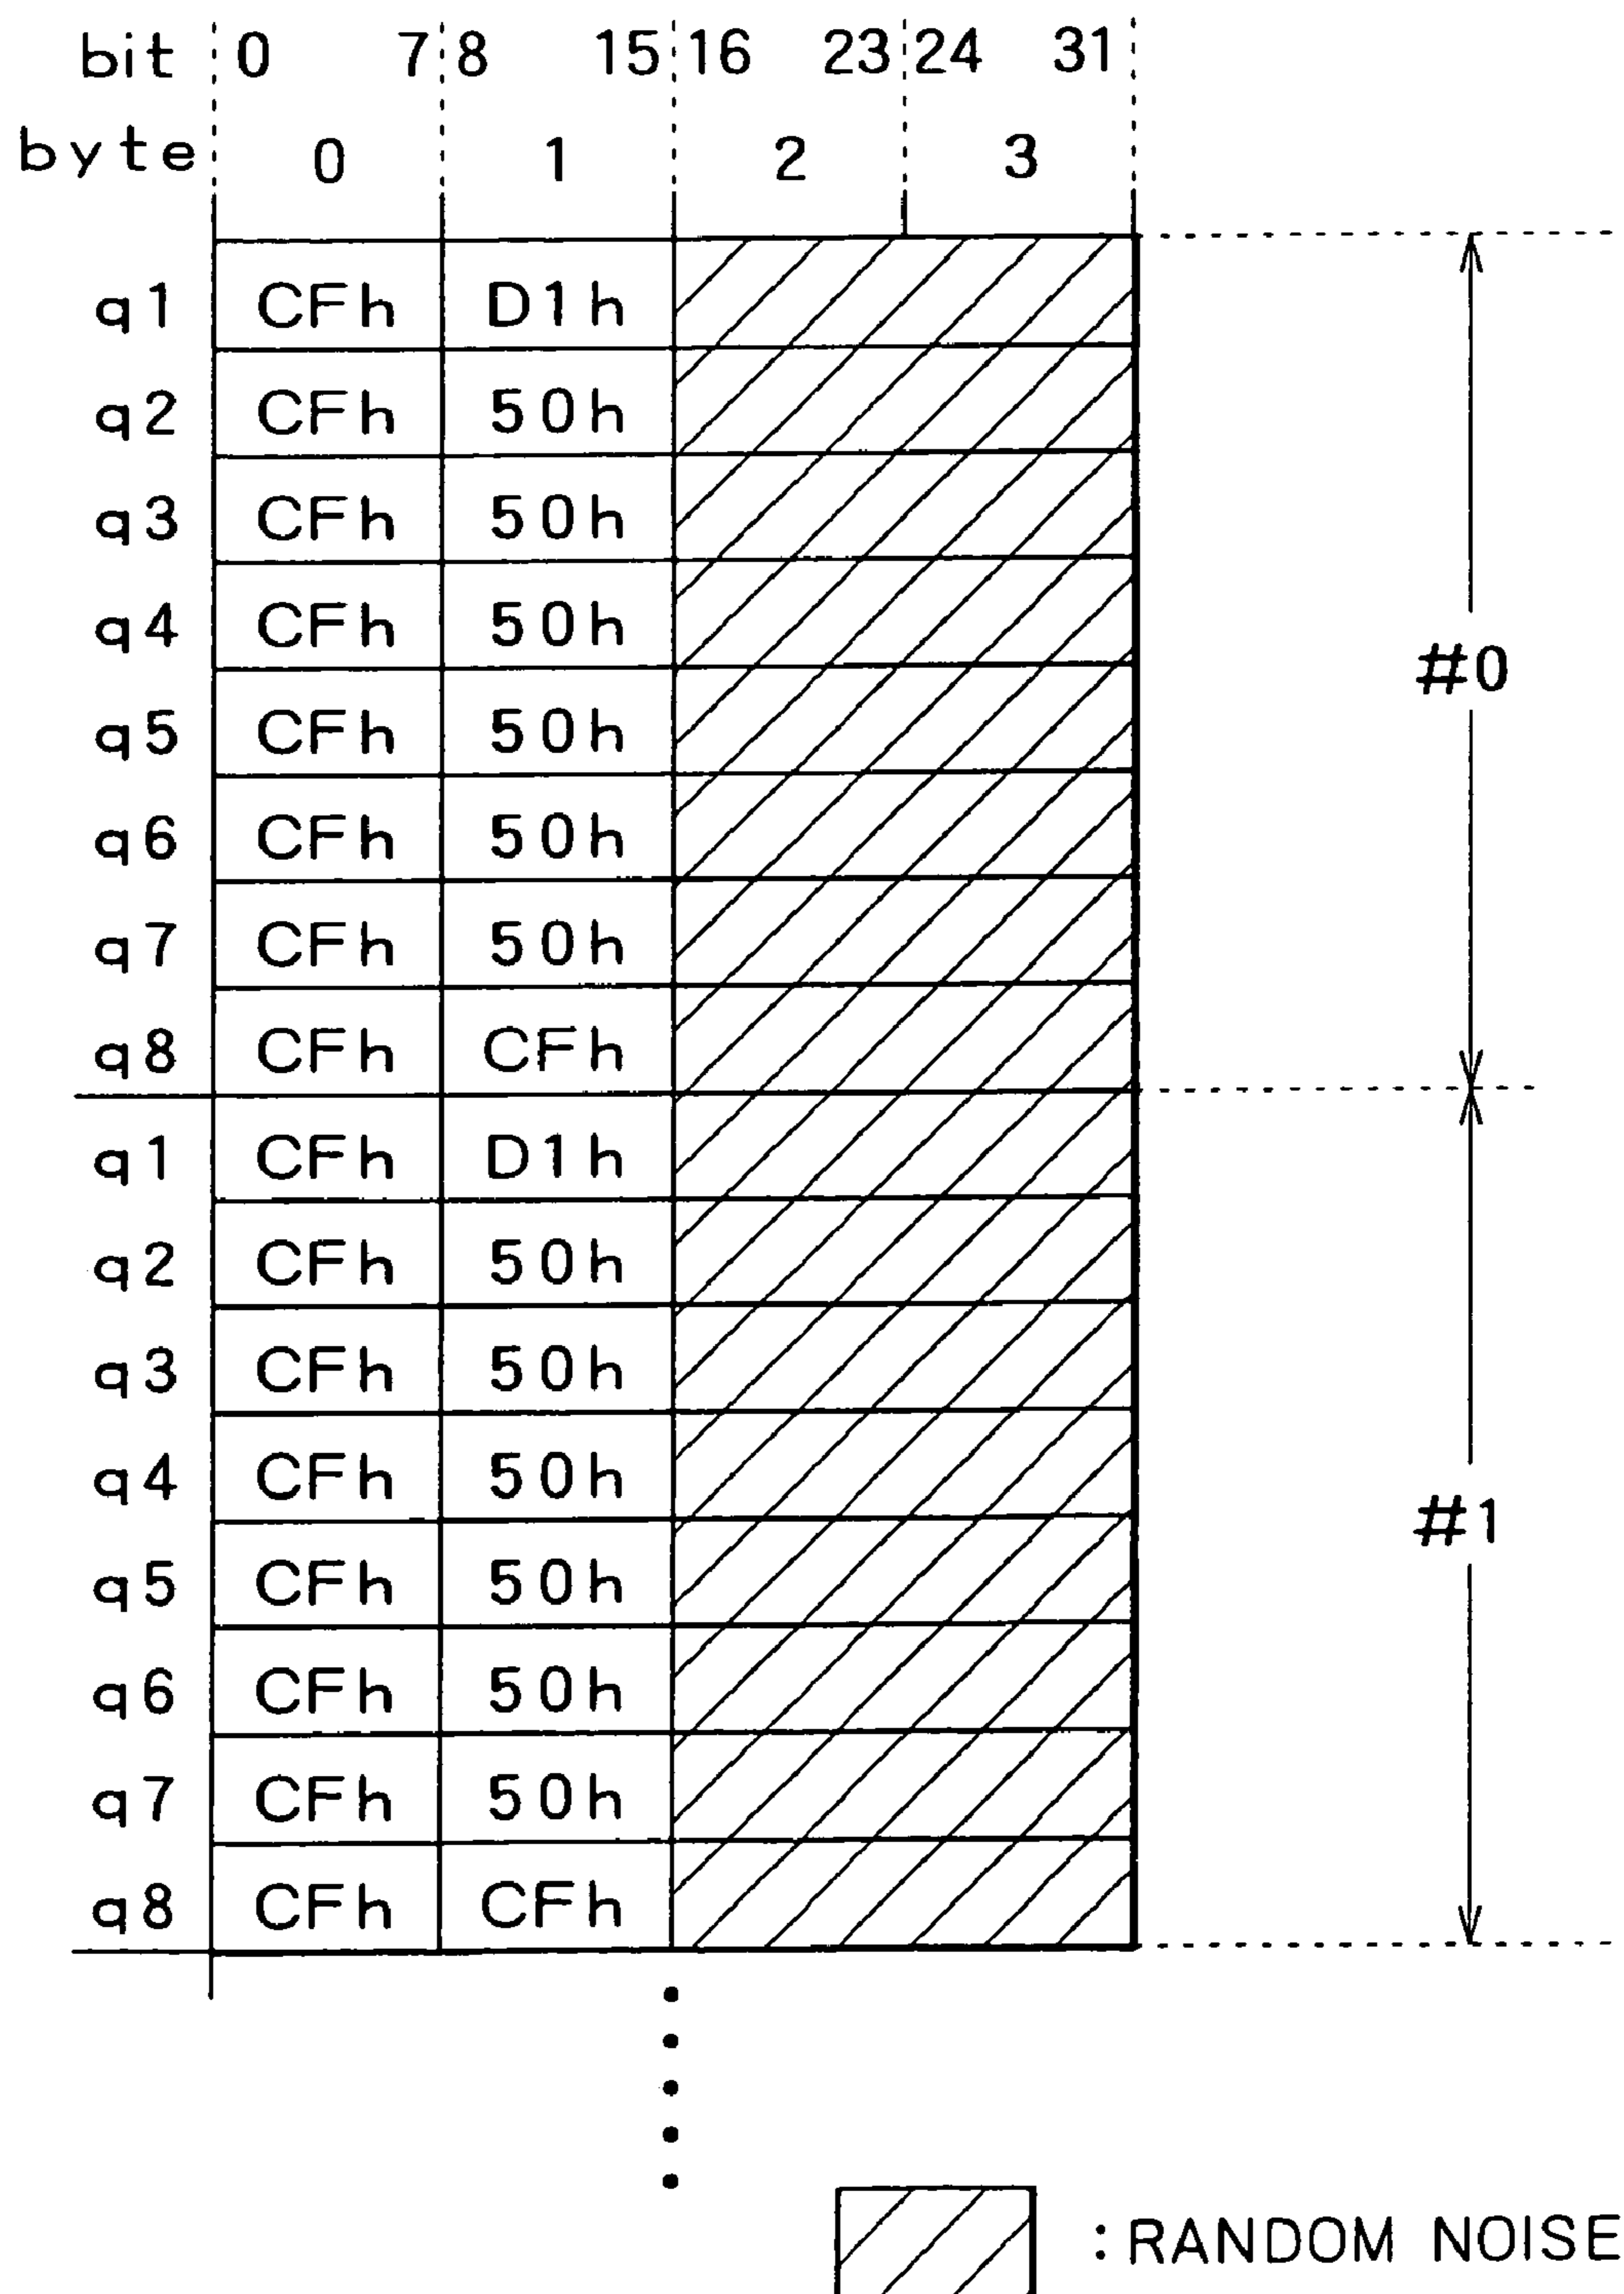 bit 0 7 8 15 16 23 24 31
byte 0 1 2 3
q1 CFh D1h
q2 CFh 50h
q3 CFh 50h
q4 CFh 50h
#0
q5 CFh 50h
q6 CFh 50h
q7 CFh 50h
q8 CFh CFh
q1 CFh D1h
q2 CFh 50h
q3 CFh 50h
q4 CFh 50h
#1
q5 CFh 50h
q6 CFh 50h
q7 CFh 50h
q8 CFh CFh
: RANDOM NOISE